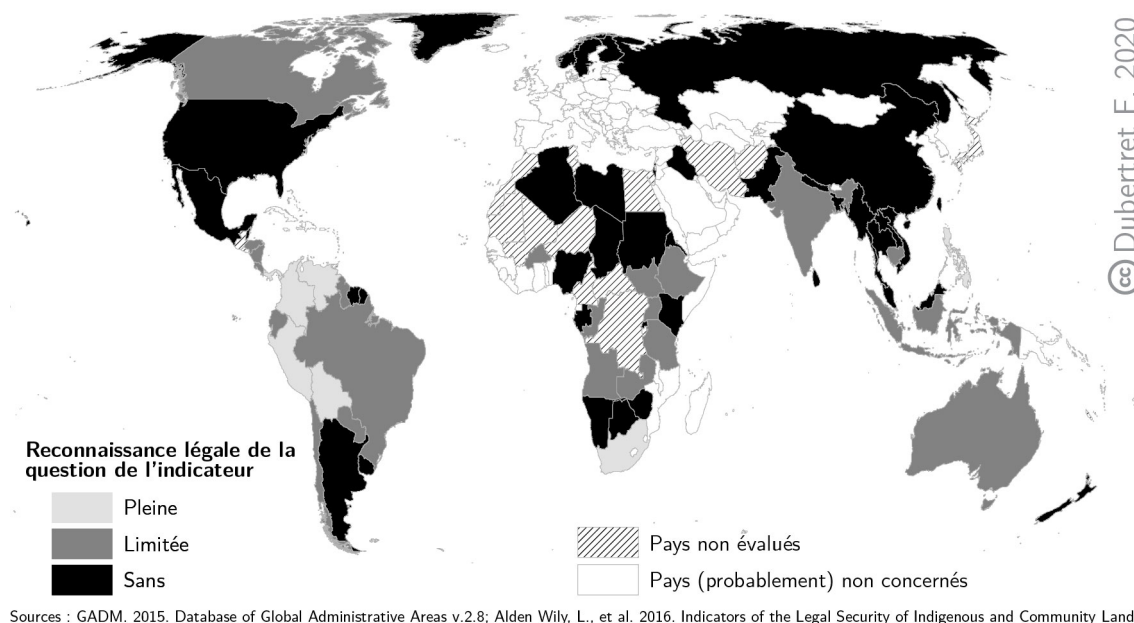 cc Dubertret F. 2020
Reconnaissance légale de la
question de l'indicateur
Pleine
Limitée
Sans
Pays non évalués
Pays (probablement) non concernés
Sources : GADM. 2015. Database of Global Administrative Areas v.2.8; Alden Wily, L., et al. 2016. Indicators of the Legal Security of Indigenous and Community Land